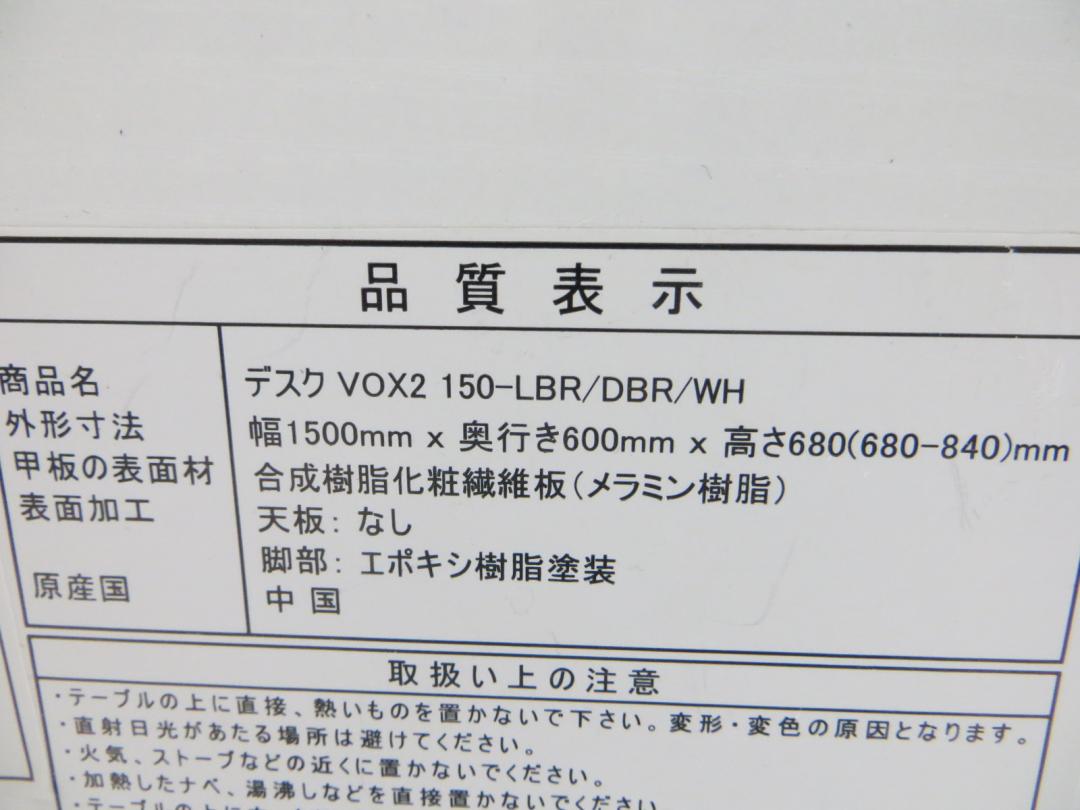 品質表示
商品名 デスク VOX2 150-LBR/DBR/WH
外形寸法 幅1500mm x 奥行き600mm x 高さ680(680-840)mm
甲板の表面材 合成樹脂化粧繊維板(メラミン樹脂)
表面加工 天板: なし
脚部: エポキシ樹脂塗装
原産国 中国
取扱い上の注意
・テーブルの上に直接、熱いものを置かないで下さい。変形・変色の原因となります。
・直射日光があたる場所は避けてください。
・火気、ストーブなどの近くに置かないでください。
・加熱したナベ、湯沸しなどを直接置かないでください
・テーブルの上に